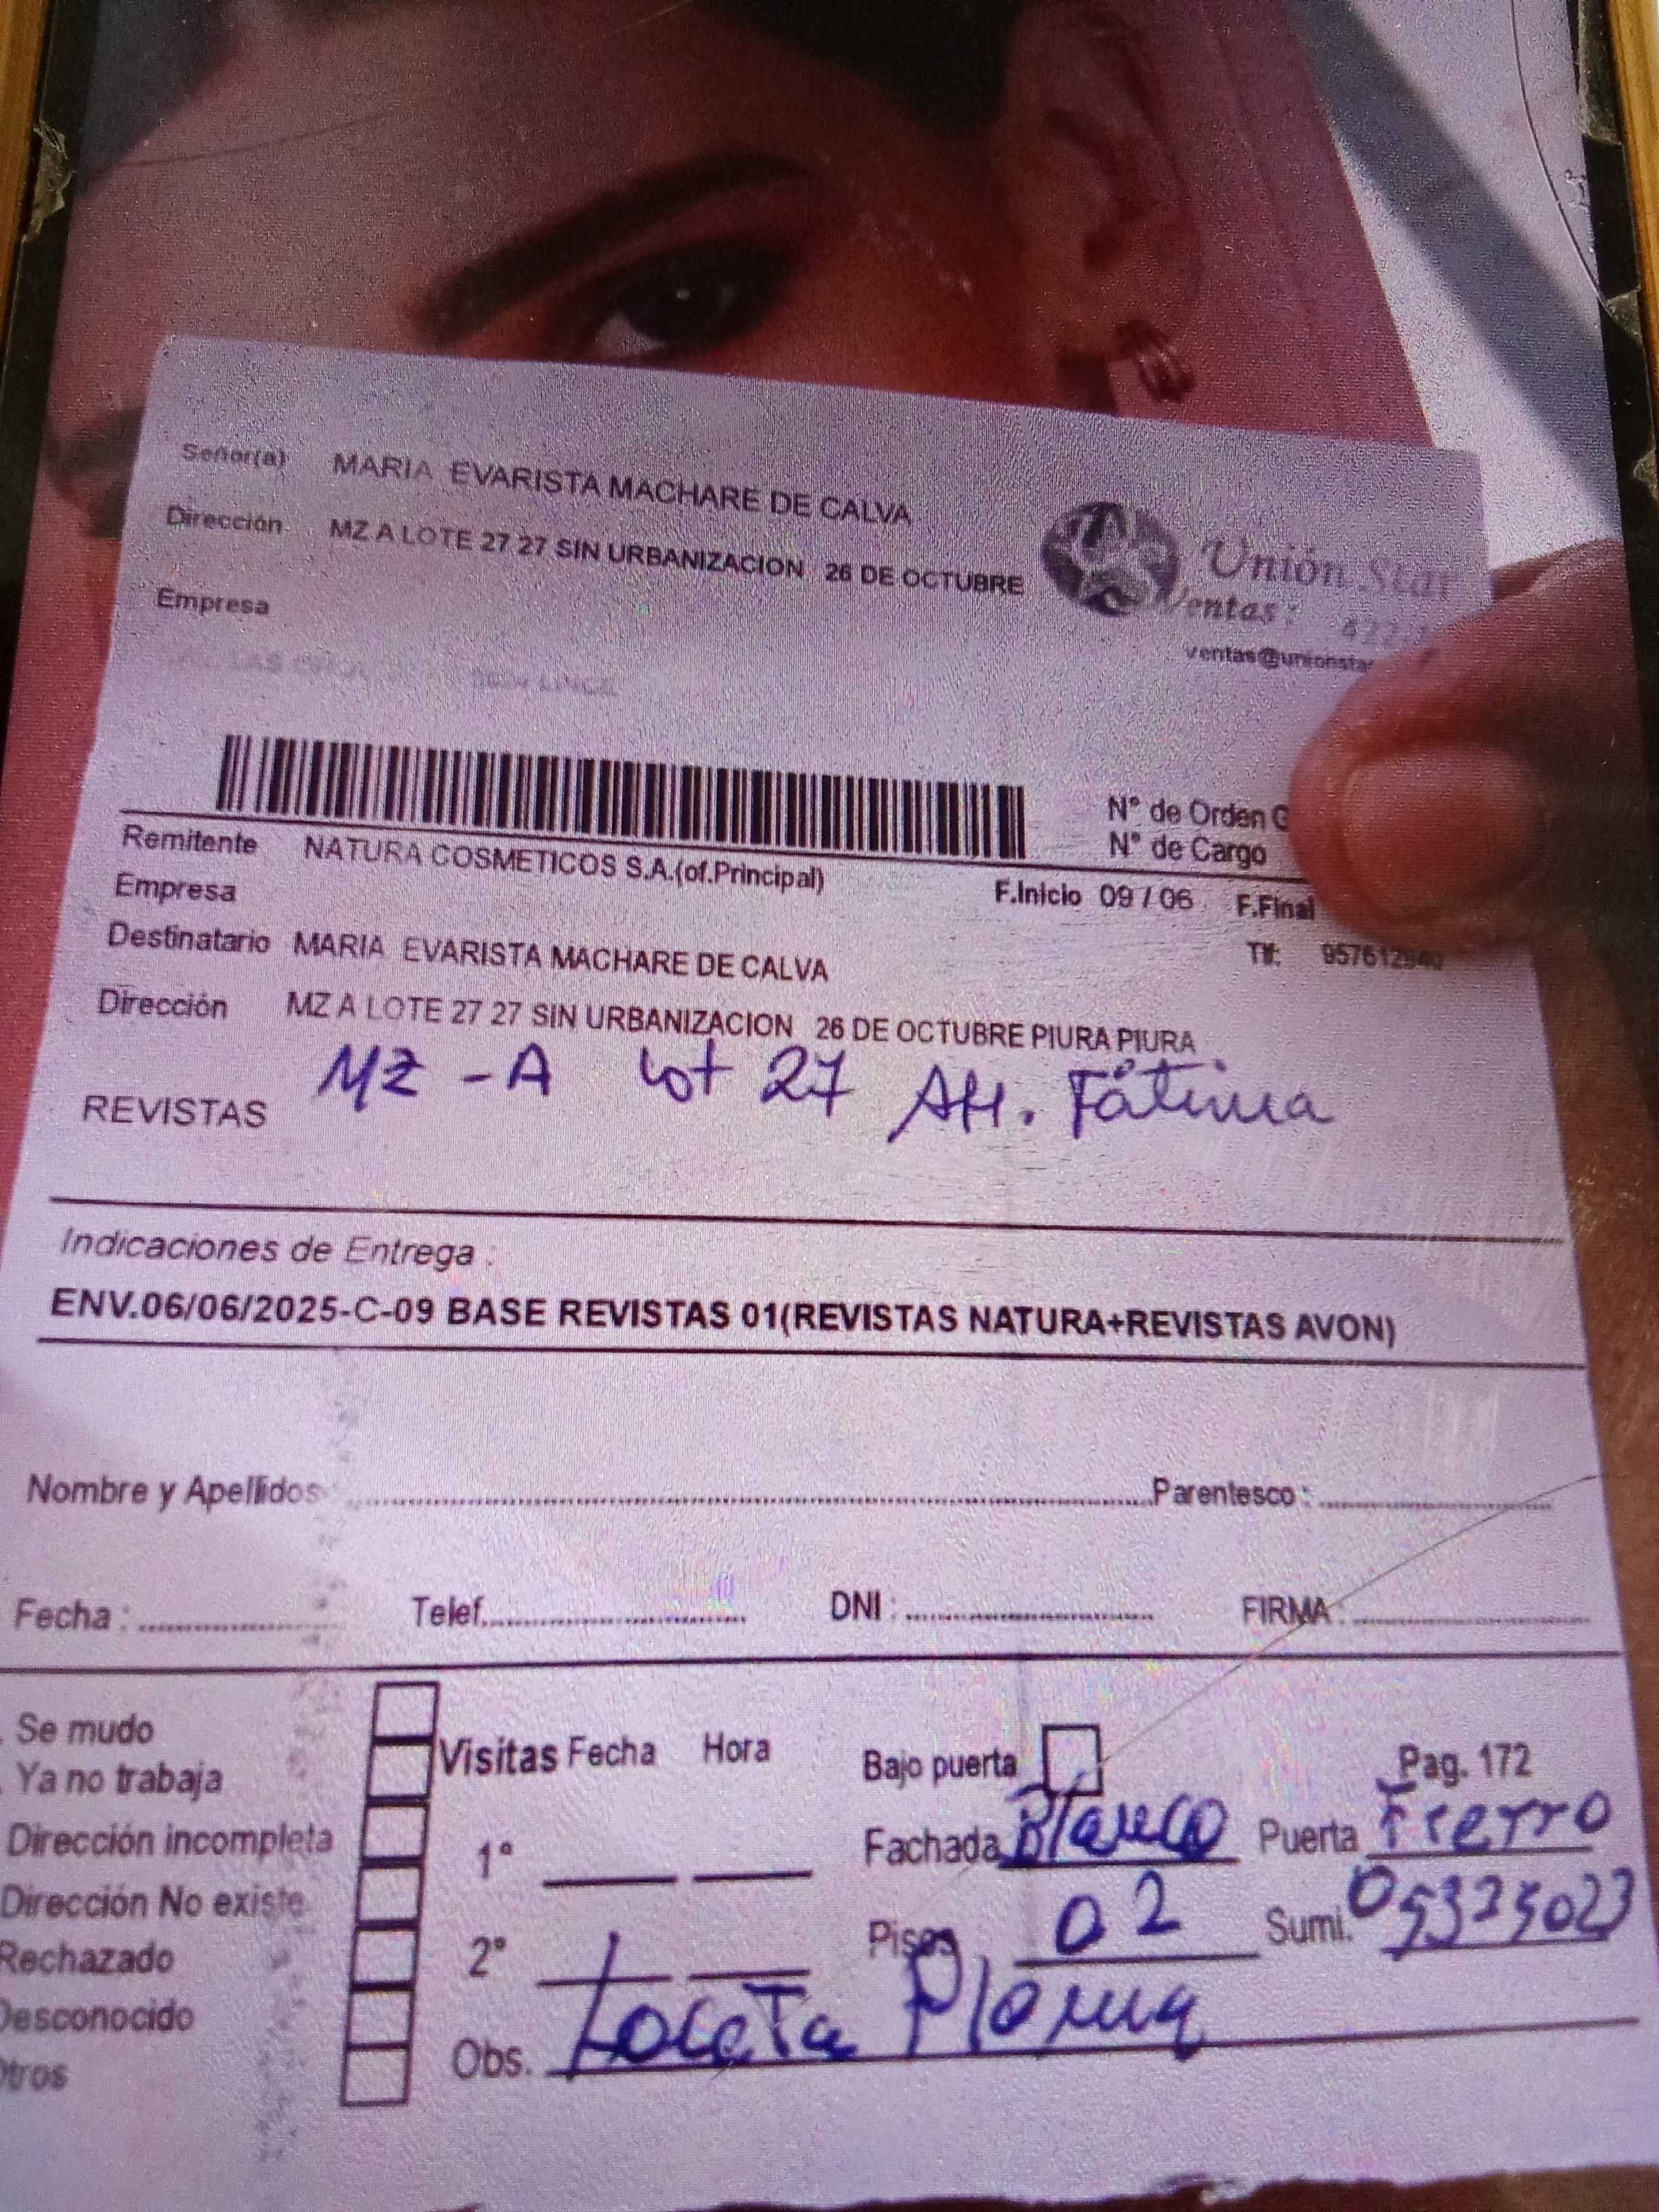 Señor(a) MARIA EVARISTA MACHARE DE CALVA
Dirección MZ A LOTE 27 27 SIN URBANIZACION 26 DE OCTUBRE
Empresa
Unión Star
Ventas :
ventas@unionstar
N° de Orden G
N° de Cargo
Remitente NATURA COSMETICOS S.A.(of.Principal)
F.Inicio 09 / 06 F.Final
Empresa
Destinatario MARIA EVARISTA MACHARE DE CALVA
Tlf:
Dirección MZ A LOTE 27 27 SIN URBANIZACION 26 DE OCTUBRE PIURA PIURA
MZ - A Lot 27 AH. Fátima
REVISTAS
Indicaciones de Entrega :
ENV.06/06/2025-C-09 BASE REVISTAS 01(REVISTAS NATURA+REVISTAS AVON)
Nombre y Apellidos Parentesco :
Fecha : Telef. DNI : FIRMA :
Se mudo
Ya no trabaja
Dirección incompleta
Dirección No existe
Rechazado
Desconocido
Otros
Visitas Fecha Hora
1°
2°
Bajo puerta Pag. 172
Fachada Blanco Puerta Fierro
Pisos 02 Sumi. 05325023
Obs. Loceta Ploma